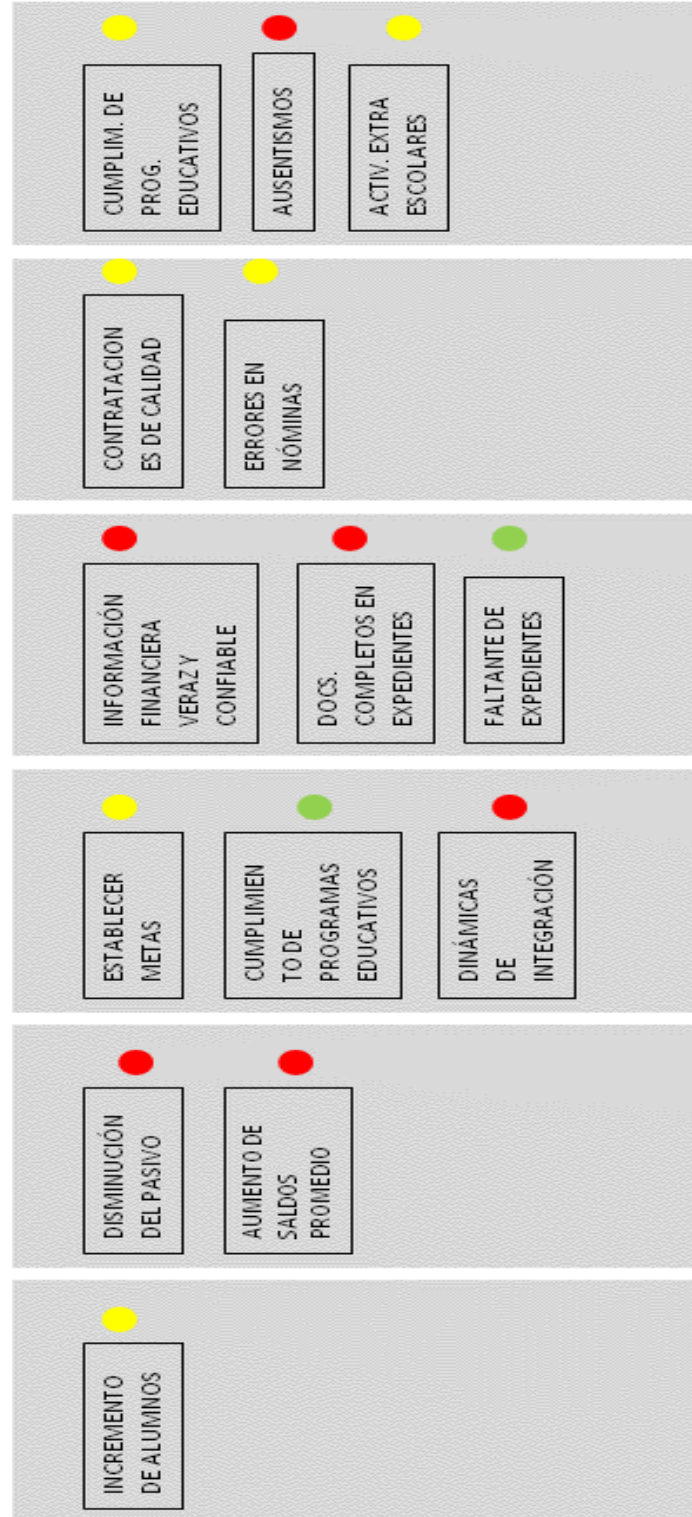 INCREMENTO
DE ALUMNOS
DISMINUCIÓN
DEL PASIVO
AUMENTO DE
SALDOS
PROMEDIO
ESTABLECER
METAS
CUMPLIMIEN
TO DE
PROGRAMAS
EDUCATIVOS
DINÁMICAS
DE
INTEGRACIÓN
INFORMACIÓN
FINANCIERA
VERAZ Y
CONFIABLE
DOCS.
COMPLETOS EN
EXPEDIENTES
FALTANTE DE
EXPEDIENTES
CONTRATACION
ES DE CALIDAD
ERRORES EN
NÓMINAS
CUMPLIM. DE
PROG.
EDUCATIVOS
AUSENTISMOS
ACTIV. EXTRA
ESCOLARES